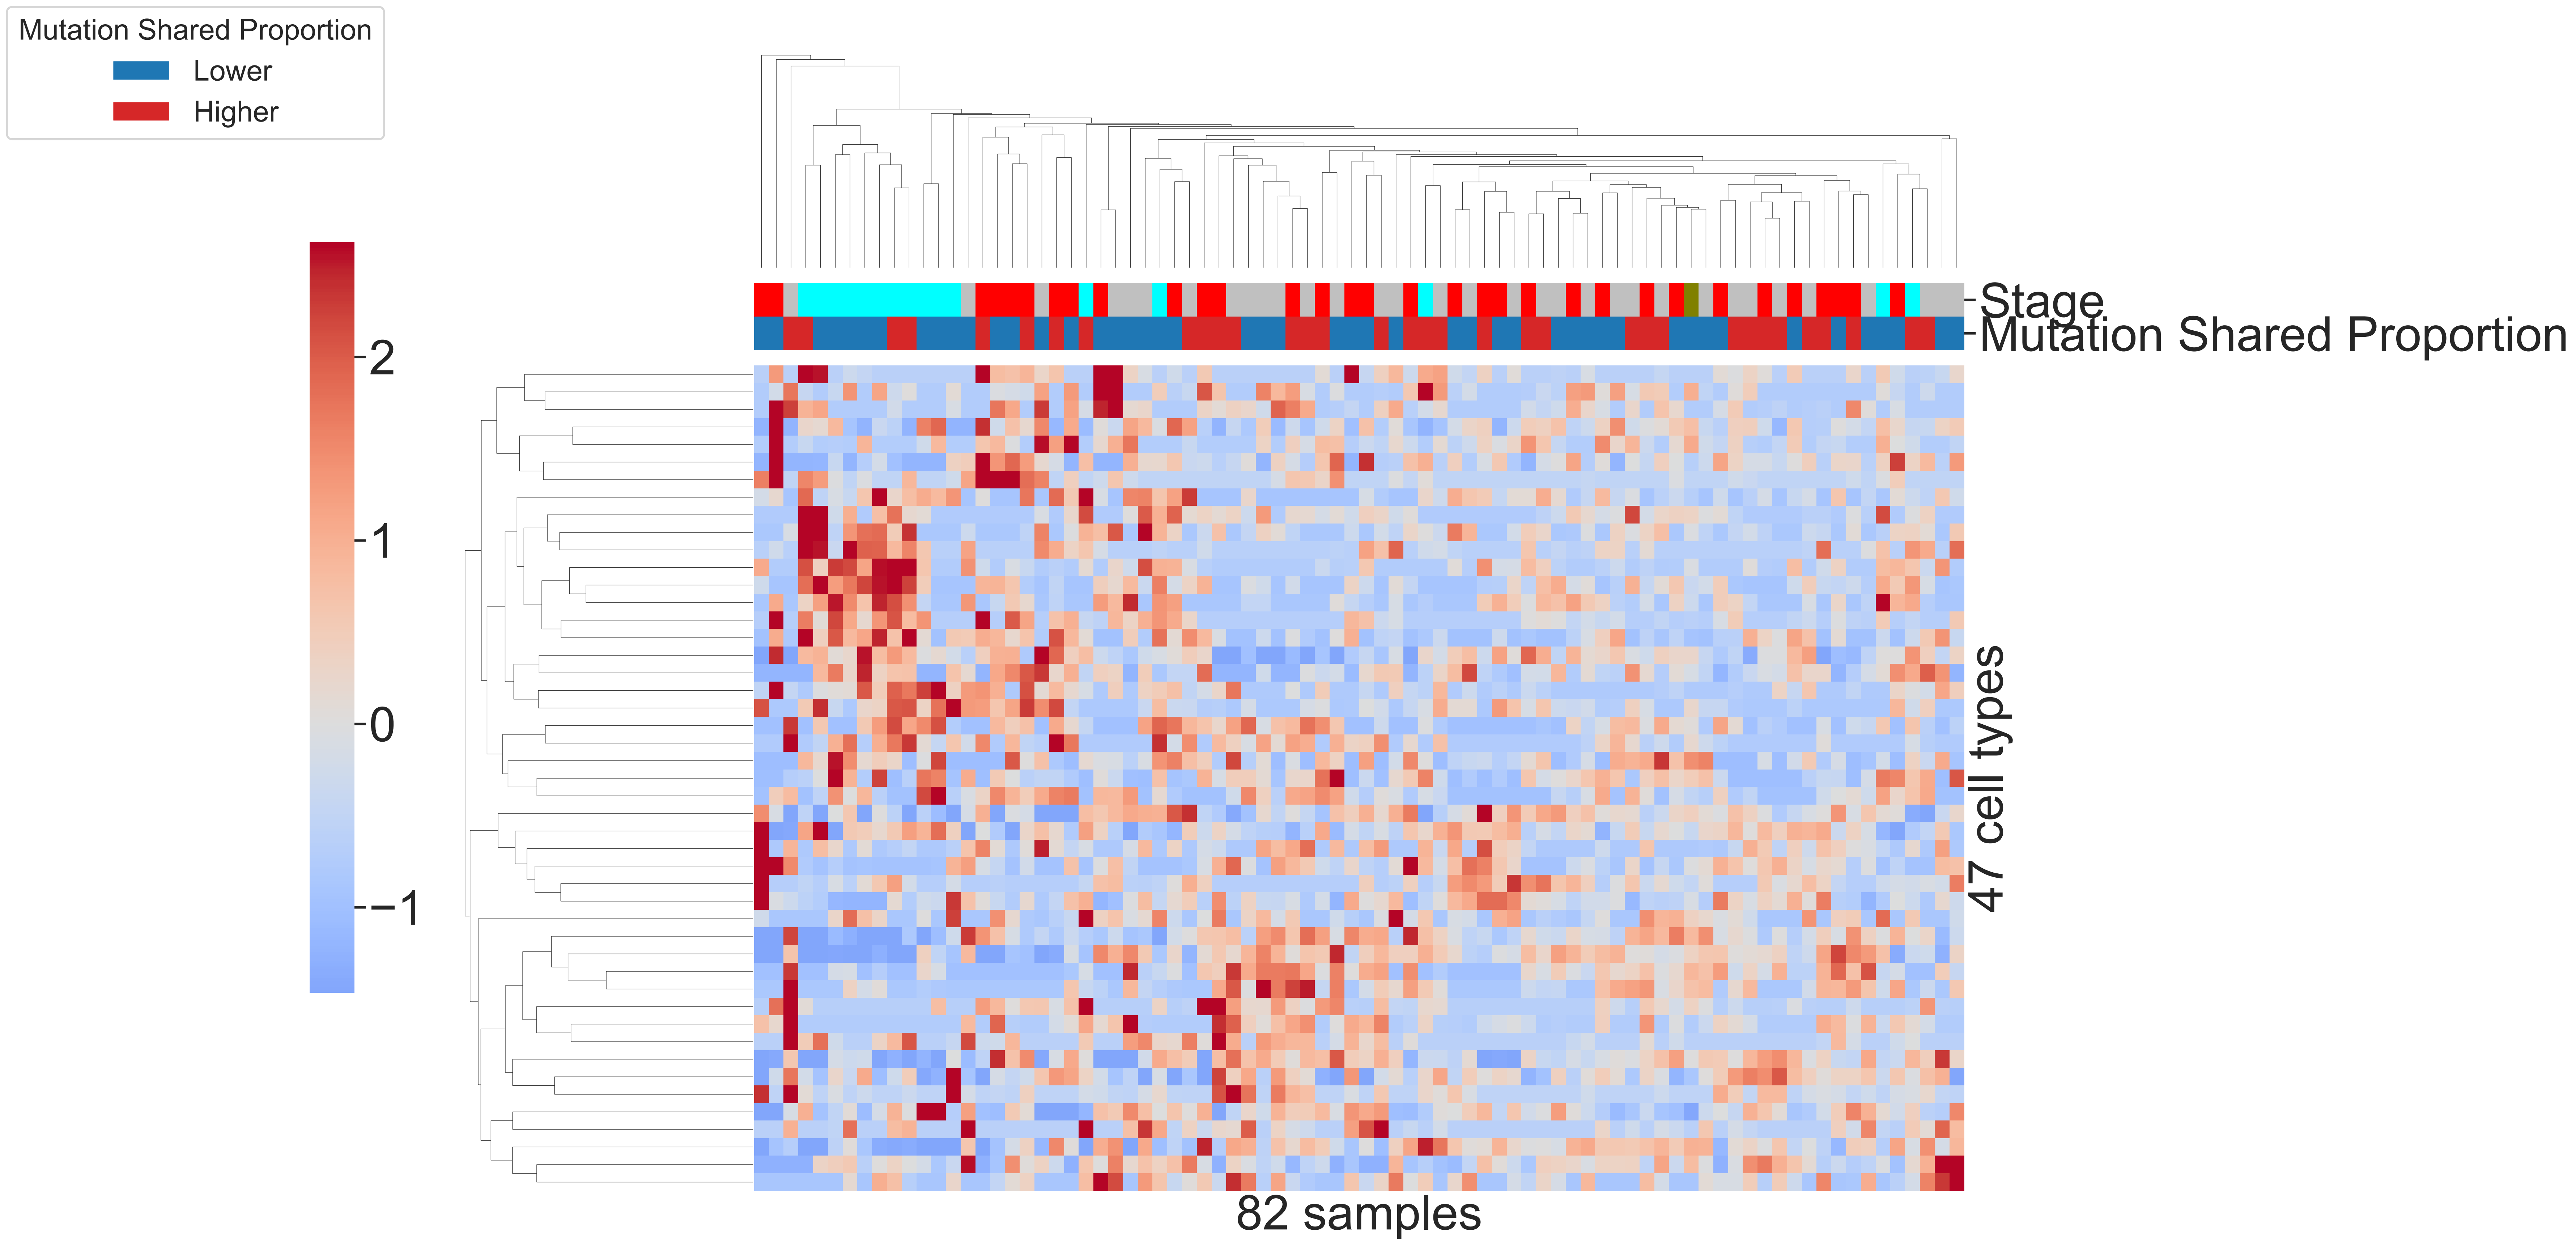 Mutation Shared Proportion
Lower
Higher
2
1
0
−1
Stage
Mutation Shared Proportion
47 cell types
82 samples